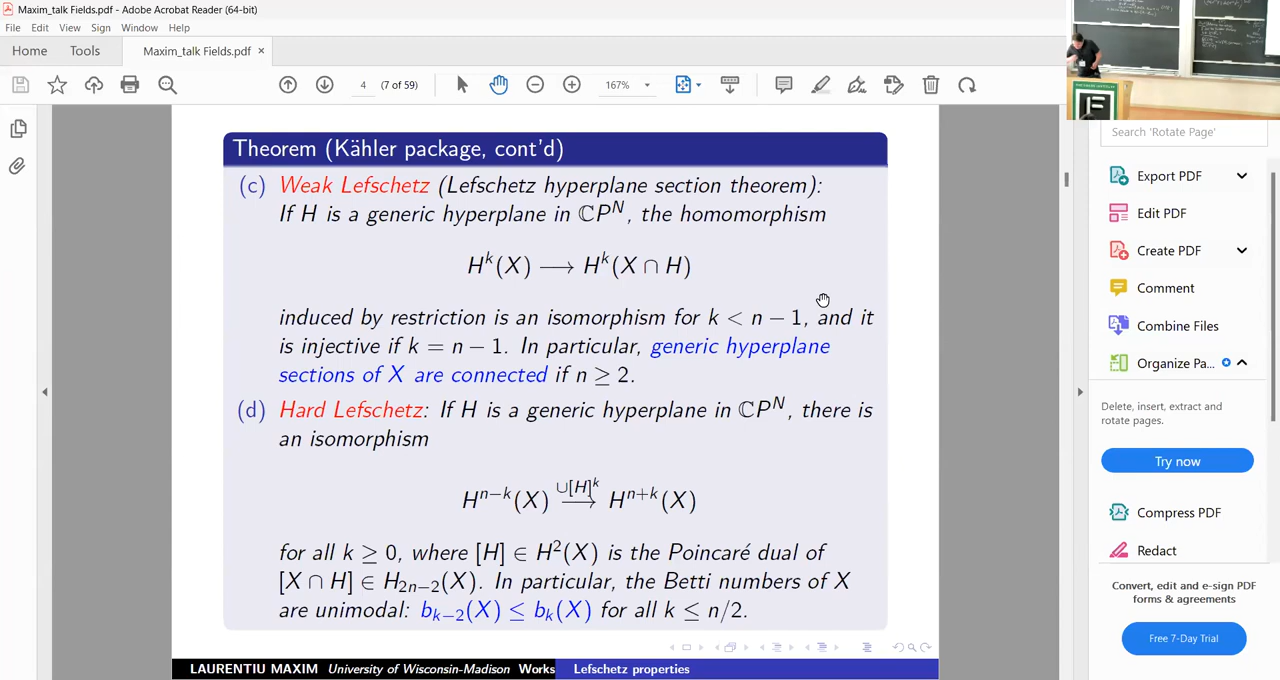 Maxim_talk Fields.pdf - Adobe Acrobat Reader (64-bit)
File Edit View Sign Window Help
Home Tools Maxim_talk Fields.pdf ×
4 (7 of 59) 167%
Theorem (Kähler package, cont'd)
(c) Weak Lefschetz (Lefschetz hyperplane section theorem):
If H is a generic hyperplane in ℂP^N, the homomorphism
H^k(X) ⟶ H^k(X ∩ H)
induced by restriction is an isomorphism for k < n − 1, and it
is injective if k = n − 1. In particular, generic hyperplane
sections of X are connected if n ≥ 2.
(d) Hard Lefschetz: If H is a generic hyperplane in ℂP^N, there is
an isomorphism
∪[H]^k
H^{n−k}(X) ⟶ H^{n+k}(X)
for all k ≥ 0, where [H] ∈ H^2(X) is the Poincaré dual of
[X ∩ H] ∈ H_{2n−2}(X). In particular, the Betti numbers of X
are unimodal: b_{k−2}(X) ≤ b_k(X) for all k ≤ n/2.
LAURENTIU MAXIM University of Wisconsin-Madison Works Lefschetz properties
Search 'Rotate Page'
Export PDF
Edit PDF
Create PDF
Comment
Combine Files
Organize Pa...
Delete, insert, extract and
rotate pages.
Try now
Compress PDF
Redact
Convert, edit and e-sign PDF
forms & agreements
Free 7-Day Trial